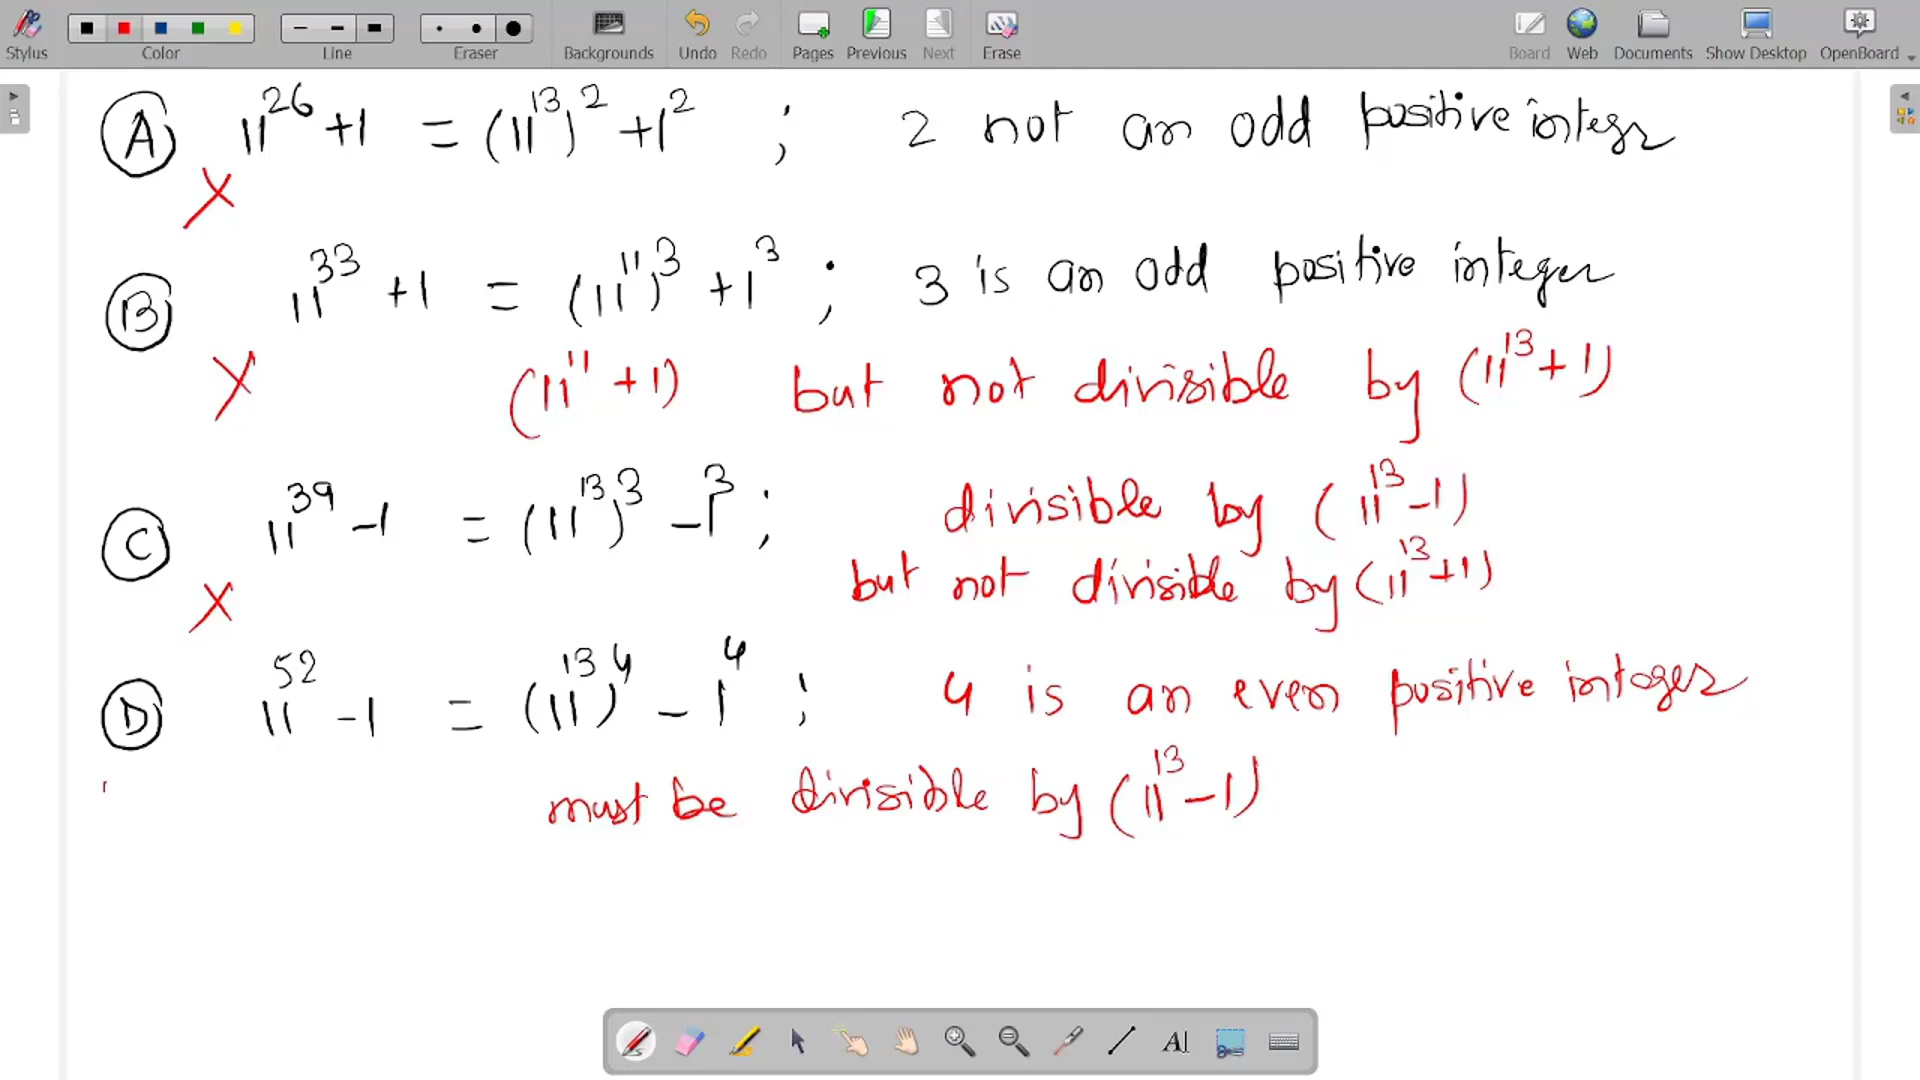 Stylus Color Line Eraser Backgrounds Undo Redo Pages Previous Next Erase Board Web Documents Show Desktop OpenBoard
(A) 11^26 +1 = (11^13)^2 +1^2 ; 2 not an odd positive integr
X
(B) 11^33 +1 = (11^11)^3 +1^3 ; 3 is an odd positive integer
X (11^11 +1) but not divisible by (11^13 +1)
(C) 11^39 -1 = (11^13)^3 -1^3 ; divisible by (11^13 -1)
X but not divisible by (11^13 +1)
(D) 11^52 -1 = (11^13)^4 - 1^4 ; 4 is an even positive integer
must be divisible by (11^13 -1)